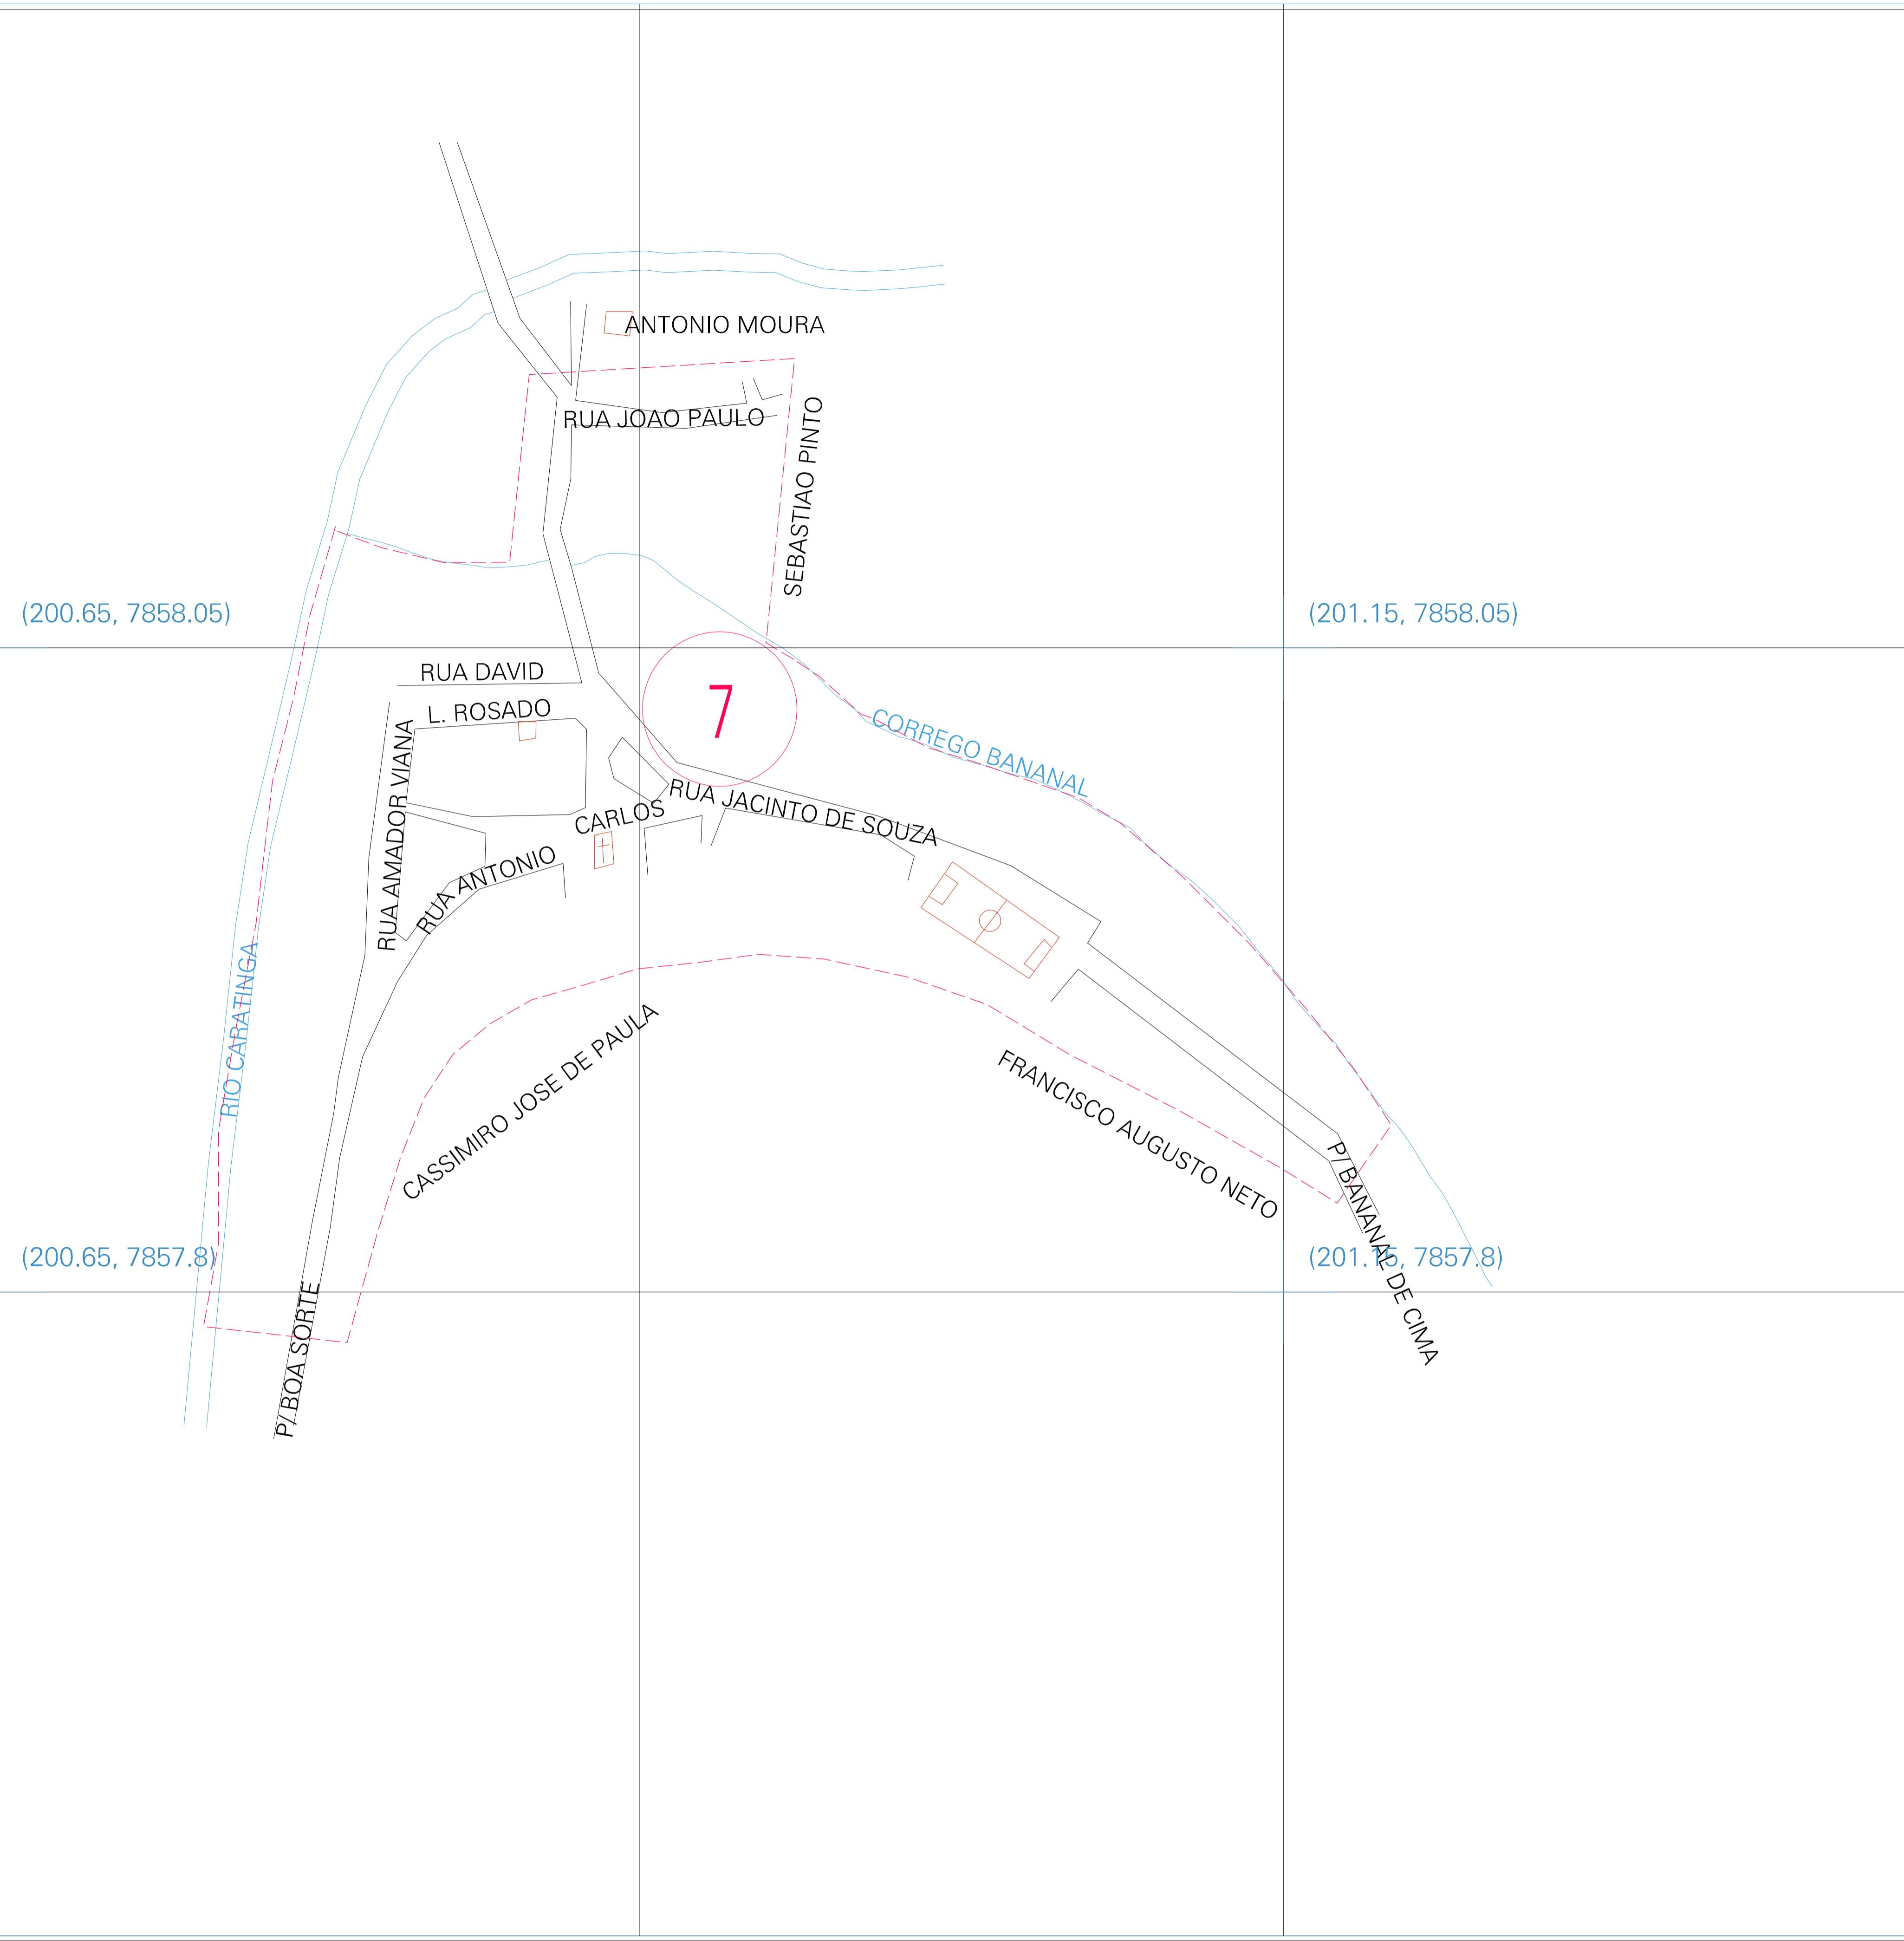 ANTONIO MOURA
RUA JOAO PAULO
SEBASTIAO PINTO
(200.65, 7858.05)
(201.15, 7858.05)
RUA DAVID
L. ROSADO
7
CORREGO BANANAL
RUA AMADOR VIANA
RUA JACINTO DE SOUZA
RUA ANTONIO
CARLOS
RIO CARATINGA
CASSIMIRO JOSE DE PAULA
FRANCISCO AUGUSTO NETO
P/ BANANAL DE CIMA
(200.65, 7857.8)
(201.15, 7857.8)
P/ BOA SORTE